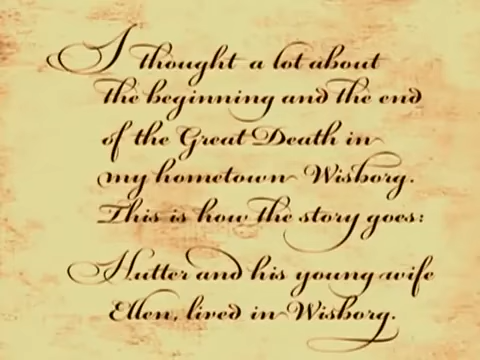 I thought a lot about
the beginning and the end
of the Great Death in
my hometown Wisborg.
This is how the story goes:
Hutter and his young wife
Ellen, lived in Wisborg.